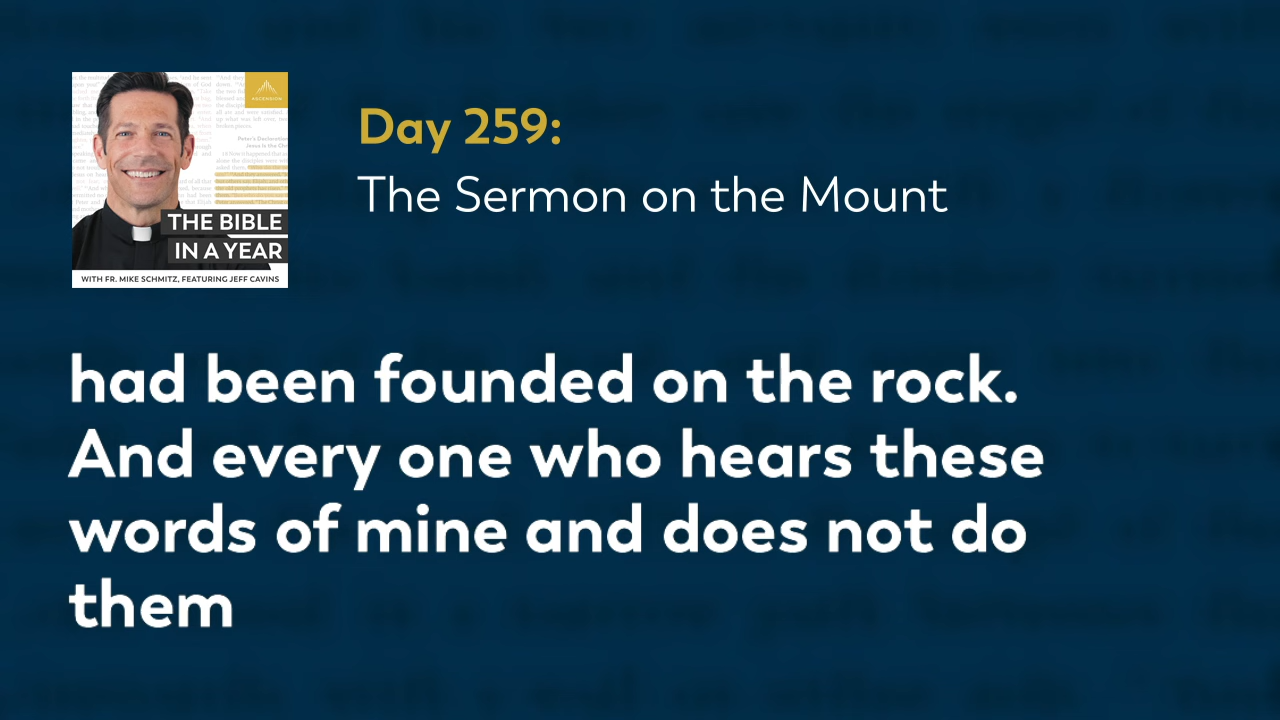 ASCENSION
THE BIBLE
IN A YEAR
WITH FR. MIKE SCHMITZ, FEATURING JEFF CAVINS
Day 259:
The Sermon on the Mount
had been founded on the rock.
And every one who hears these
words of mine and does not do
them